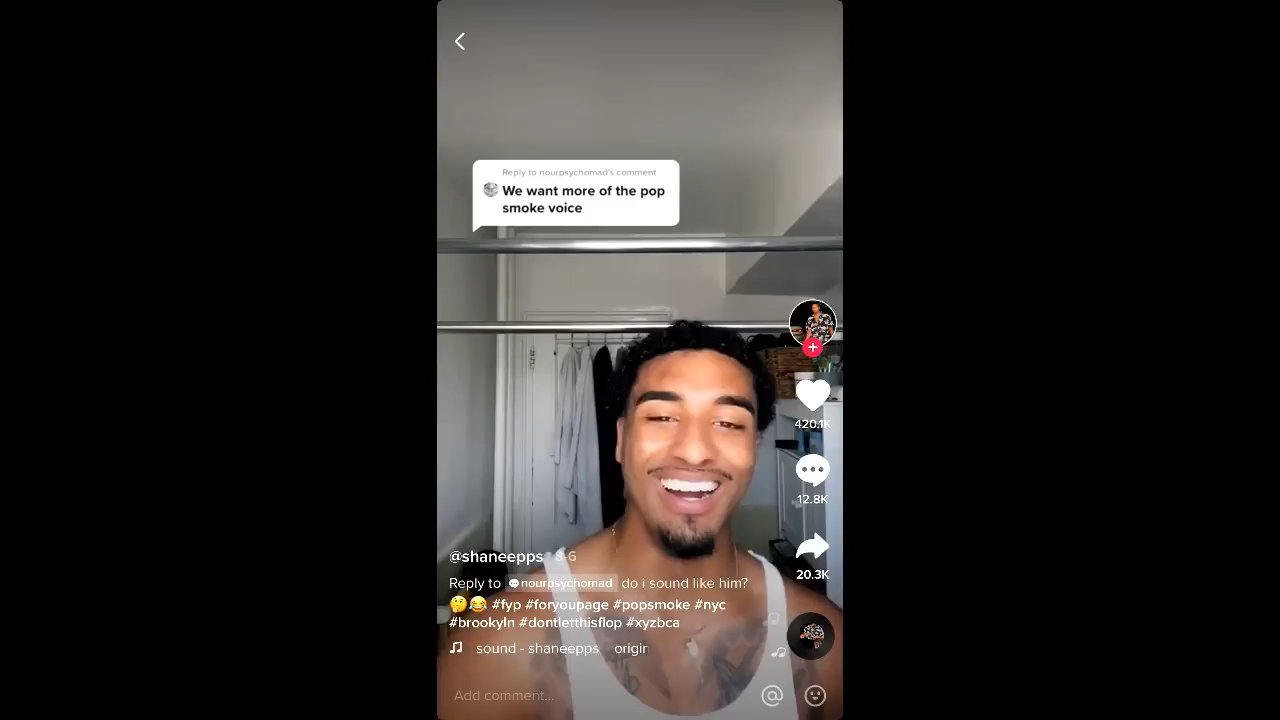 Reply to nourpsychomad's comment
We want more of the pop
smoke voice
420.1K
12.8K
20.3K
@shaneepps 9-6
Reply to nourpsychomad do i sound like him?
🤔😂 #fyp #foryoupage #popsmoke #nyc
#brookyln #dontletthisflop #xyzbca
sound - shaneepps origin
Add comment...